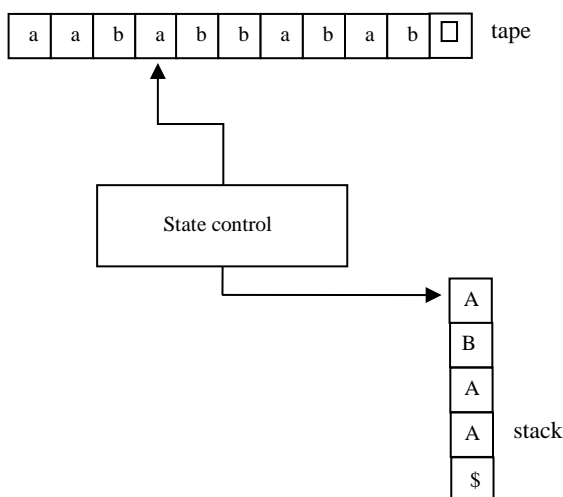 a a b a b b a b a b □ tape
State control
A
B
A
A stack
$